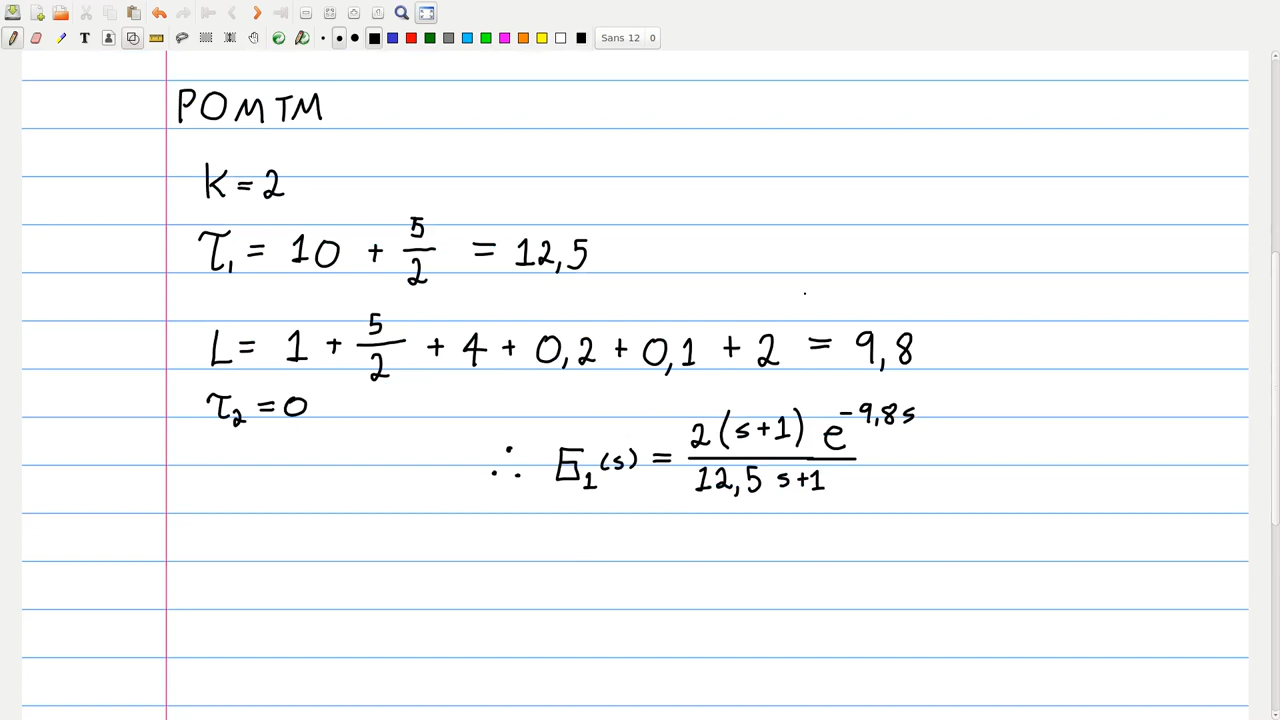 Sans 12 0
POMTM
K = 2
τ₁ = 10 + 5/2 = 12,5
L = 1 + 5/2 + 4 + 0,2 + 0,1 + 2 = 9,8
τ₂ = 0
∴ G₁(s) = 2(s+1) e^(-9,8s) / (12,5 s+1)